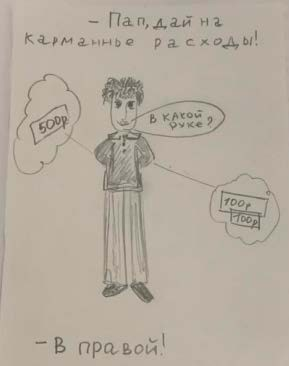 - Пап, дай на
карманные расходы!
500р
В КАКОЙ
РУКЕ?
100р
100р
- В правой!